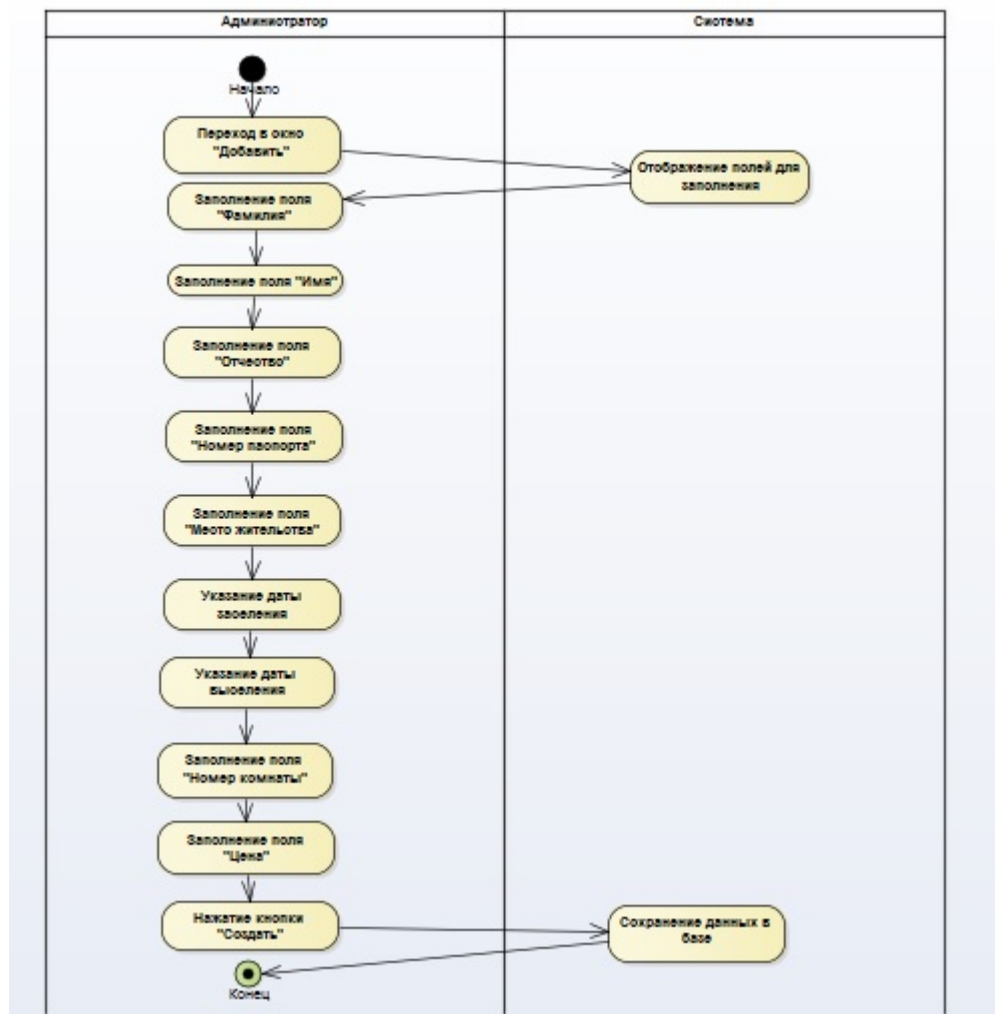 Администратор
Система
Начало
Переход в окно
"Добавить"
Отображение полей для
заполнения
Заполнение поля
"Фамилия"
Заполнение поля "Имя"
Заполнение поля
"Отчество"
Заполнение поля
"Номер паспорта"
Заполнение поля
"Место жительства"
Указание даты
заселения
Указание даты
выселения
Заполнение поля
"Номер комнаты"
Заполнение поля
"Цена"
Нажатие кнопки
"Создать"
Сохранение данных в
базе
Конец